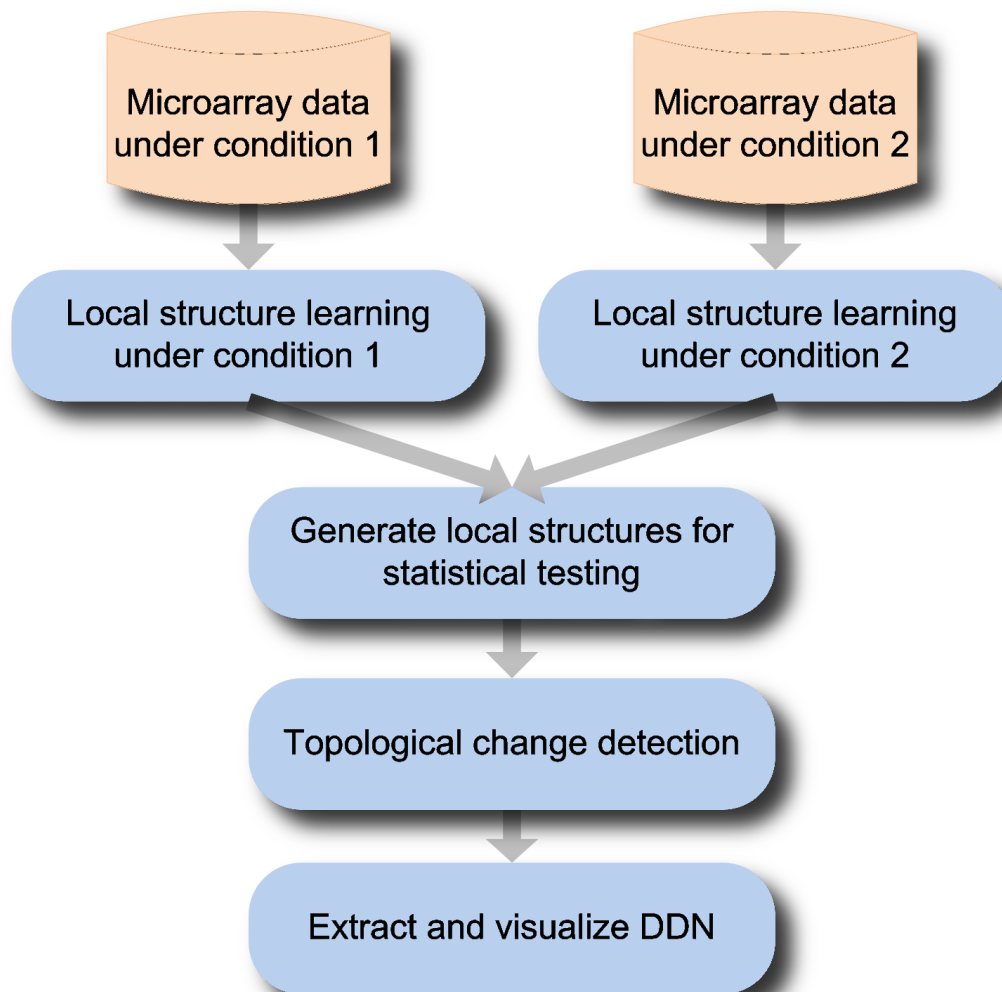 Microarray data
under condition 1
Microarray data
under condition 2
Local structure learning
under condition 1
Local structure learning
under condition 2
Generate local structures for
statistical testing
Topological change detection
Extract and visualize DDN